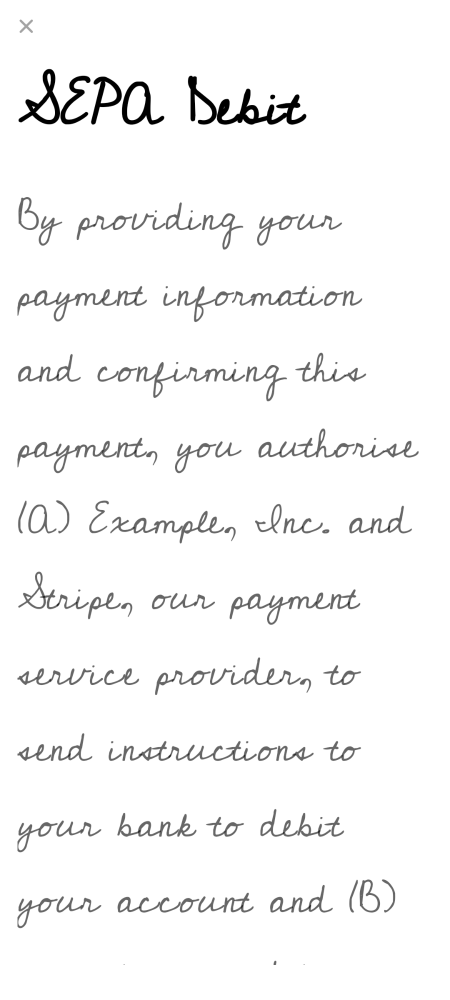 SEPA Debit
By providing your
payment information
and confirming this
payment, you authorise
(A) Example, Inc. and
Stripe, our payment
service provider, to
send instructions to
your bank to debit
your account and (B)